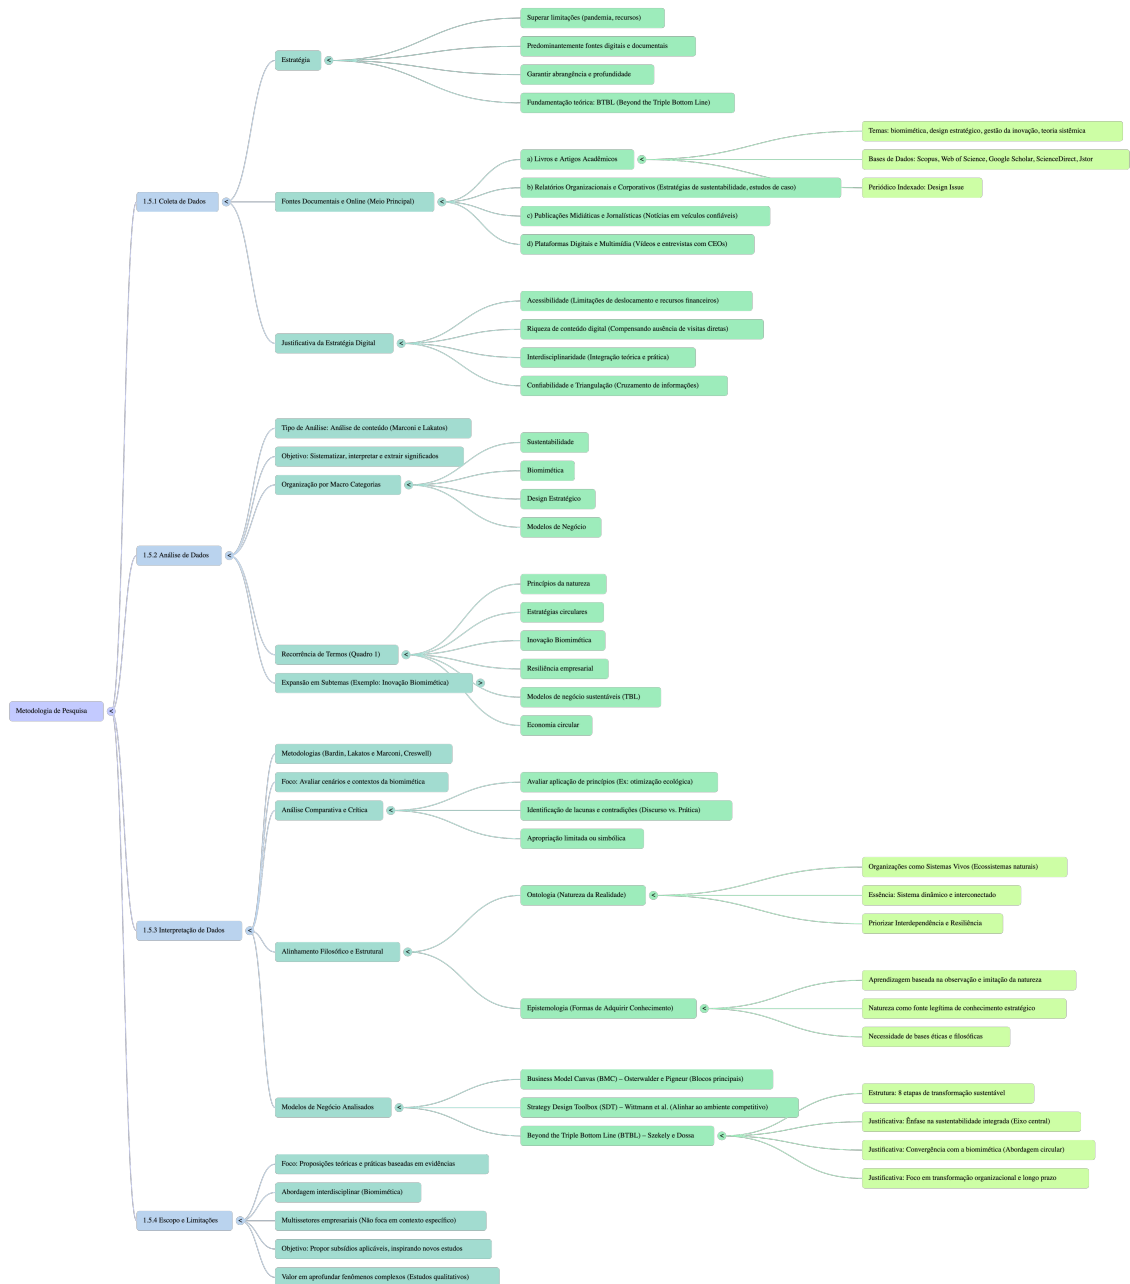 Metodologia de Pesquisa
1.5.1 Coleta de Dados
Estratégia
Superar limitações (pandemia, recursos)
Predominantemente fontes digitais e documentais
Garantir abrangência e profundidade
Fundamentação teórica: BTBL (Beyond the Triple Bottom Line)
Fontes Documentais e Online (Meio Principal)
a) Livros e Artigos Acadêmicos
Temas: biomimética, design estratégico, gestão da inovação, teoria sistêmica
Bases de Dados: Scopus, Web of Science, Google Scholar, ScienceDirect, Jstor
Periódico Indexado: Design Issue
b) Relatórios Organizacionais e Corporativos (Estratégias de sustentabilidade, estudos de caso)
c) Publicações Midiáticas e Jornalísticas (Notícias em veículos confiáveis)
d) Plataformas Digitais e Multimídia (Vídeos e entrevistas com CEOs)
Justificativa da Estratégia Digital
Acessibilidade (Limitações de deslocamento e recursos financeiros)
Riqueza de conteúdo digital (Compensando ausência de visitas diretas)
Interdisciplinaridade (Integração teórica e prática)
Confiabilidade e Triangulação (Cruzamento de informações)
1.5.2 Análise de Dados
Tipo de Análise: Análise de conteúdo (Marconi e Lakatos)
Objetivo: Sistematizar, interpretar e extrair significados
Organização por Macro Categorias
Sustentabilidade
Biomimética
Design Estratégico
Modelos de Negócio
Recorrência de Termos (Quadro 1)
Princípios da natureza
Estratégias circulares
Inovação Biomimética
Resiliência empresarial
Modelos de negócio sustentáveis (TBL)
Economia circular
Expansão em Subtemas (Exemplo: Inovação Biomimética)
1.5.3 Interpretação de Dados
Metodologias (Bardin, Lakatos e Marconi, Creswell)
Foco: Avaliar cenários e contextos da biomimética
Análise Comparativa e Crítica
Avaliar aplicação de princípios (Ex: otimização ecológica)
Identificação de lacunas e contradições (Discurso vs. Prática)
Apropriação limitada ou simbólica
Alinhamento Filosófico e Estrutural
Ontologia (Natureza da Realidade)
Organizações como Sistemas Vivos (Ecossistemas naturais)
Essência: Sistema dinâmico e interconectado
Priorizar Interdependência e Resiliência
Epistemologia (Formas de Adquirir Conhecimento)
Aprendizagem baseada na observação e imitação da natureza
Natureza como fonte legítima de conhecimento estratégico
Necessidade de bases éticas e filosóficas
Modelos de Negócio Analisados
Business Model Canvas (BMC) – Osterwalder e Pigneur (Blocos principais)
Strategy Design Toolbox (SDT) – Wittmann et al. (Alinhar ao ambiente competitivo)
Beyond the Triple Bottom Line (BTBL) – Szekely e Dossa
Estrutura: 8 etapas de transformação sustentável
Justificativa: Ênfase na sustentabilidade integrada (Eixo central)
Justificativa: Convergência com a biomimética (Abordagem circular)
Justificativa: Foco em transformação organizacional e longo prazo
1.5.4 Escopo e Limitações
Foco: Proposições teóricas e práticas baseadas em evidências
Abordagem interdisciplinar (Biomimética)
Multissetores empresariais (Não foca em contexto específico)
Objetivo: Propor subsídios aplicáveis, inspirando novos estudos
Valor em aprofundar fenômenos complexos (Estudos qualitativos)